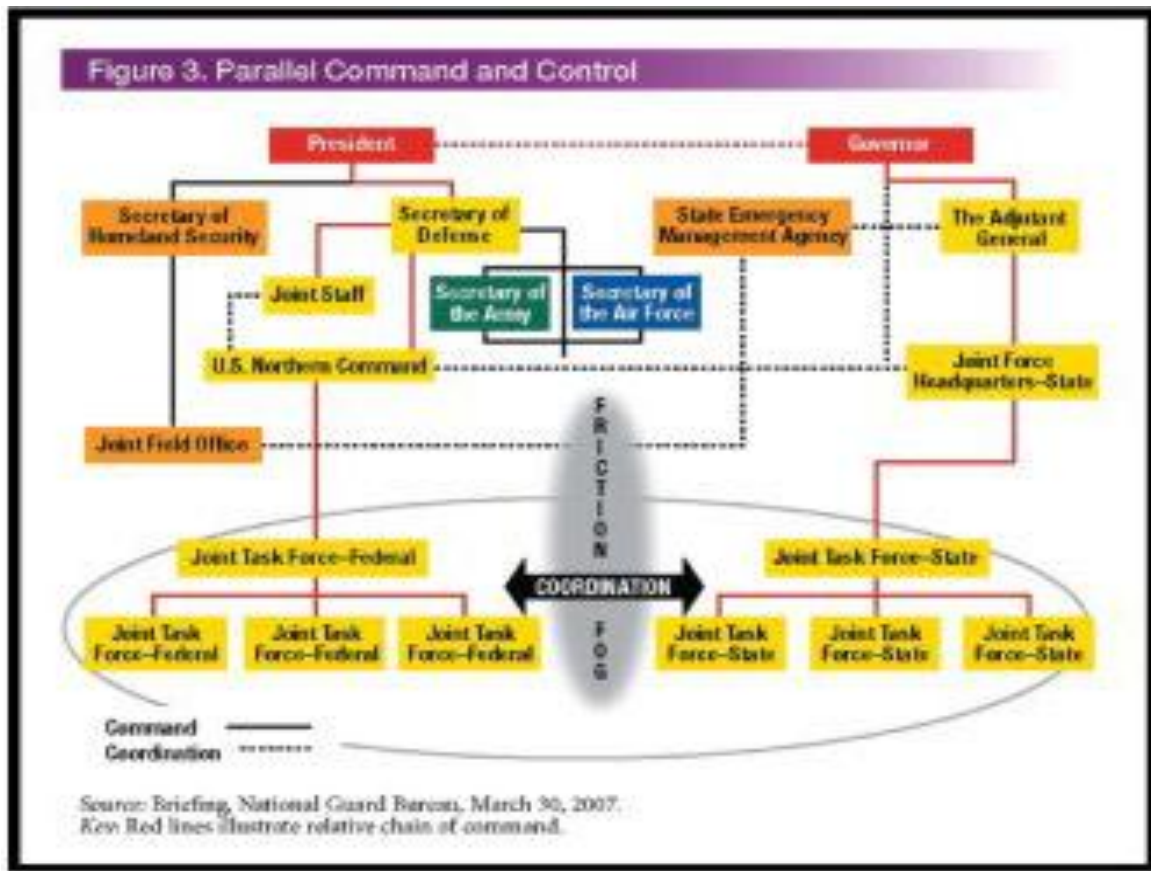 Figure 3. Parallel Command and Control
President
Governor
Secretary of
Homeland Security
Secretary of
Defense
State Emergency
Management Agency
The Adjutant
General
Joint Staff
Secretary of
the Army
Secretary of
the Air Force
U.S. Northern Command
Joint Force
Headquarters–State
Joint Field Office
FRICTION
Joint Task Force–Federal
Joint Task Force–State
COORDINATION
Joint Task
Force–Federal
Joint Task
Force–Federal
Joint Task
Force–Federal
FOG
Joint Task
Force–State
Joint Task
Force–State
Joint Task
Force–State
Command
Coordination
Source: Briefing, National Guard Bureau, March 30, 2007.
Key: Red lines illustrate relative chain of command.